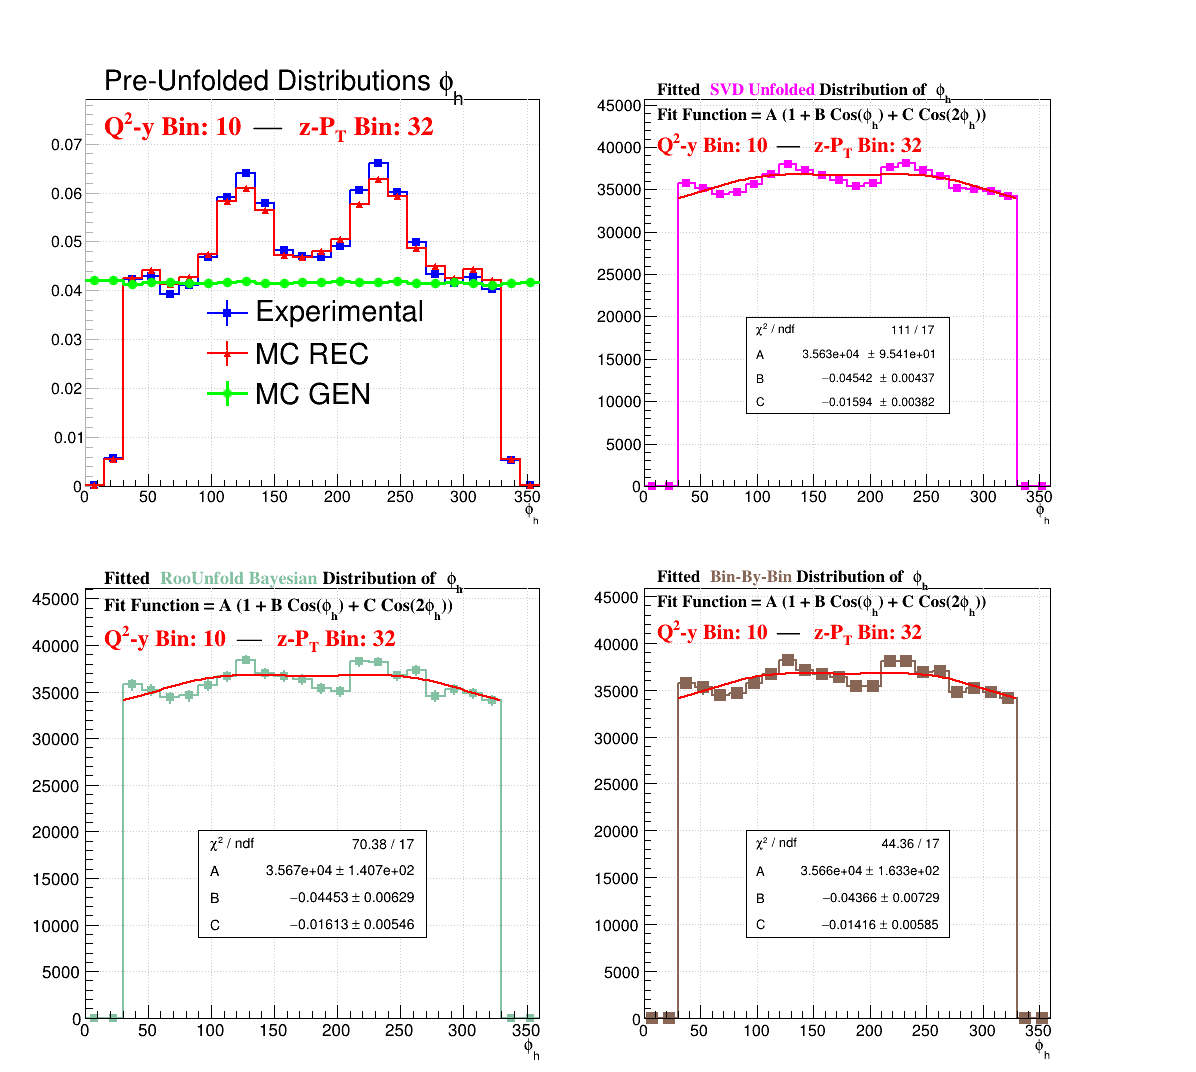 Pre-Unfolded Distributions ϕh
Q²-y Bin: 10 — z-PT Bin: 32
0.07
0.06
0.05
0.04
0.03
0.02
0.01
0
Experimental
MC REC
MC GEN
0 50 100 150 200 250 300 350
ϕh
Fitted SVD Unfolded Distribution of ϕh
Fit Function = A (1 + B Cos(ϕh) + C Cos(2ϕh))
Q²-y Bin: 10 — z-PT Bin: 32
45000
40000
35000
30000
25000
20000
15000
10000
5000
0
χ² / ndf 111 / 17
A 3.563e+04 ± 9.541e+01
B −0.04542 ± 0.00437
C −0.01594 ± 0.00382
0 50 100 150 200 250 300 350
ϕh
Fitted RooUnfold Bayesian Distribution of ϕh
Fit Function = A (1 + B Cos(ϕh) + C Cos(2ϕh))
Q²-y Bin: 10 — z-PT Bin: 32
45000
40000
35000
30000
25000
20000
15000
10000
5000
0
χ² / ndf 70.38 / 17
A 3.567e+04 ± 1.407e+02
B −0.04453 ± 0.00629
C −0.01613 ± 0.00546
0 50 100 150 200 250 300 350
ϕh
Fitted Bin-By-Bin Distribution of ϕh
Fit Function = A (1 + B Cos(ϕh) + C Cos(2ϕh))
Q²-y Bin: 10 — z-PT Bin: 32
45000
40000
35000
30000
25000
20000
15000
10000
5000
0
χ² / ndf 44.36 / 17
A 3.566e+04 ± 1.633e+02
B −0.04366 ± 0.00729
C −0.01416 ± 0.00585
0 50 100 150 200 250 300 350
ϕh